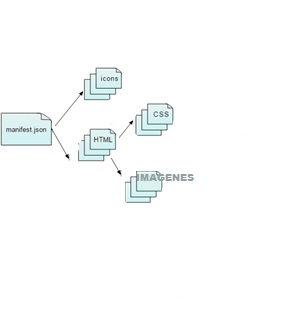 icons
CSS
manifest.json
HTML
IMAGENES